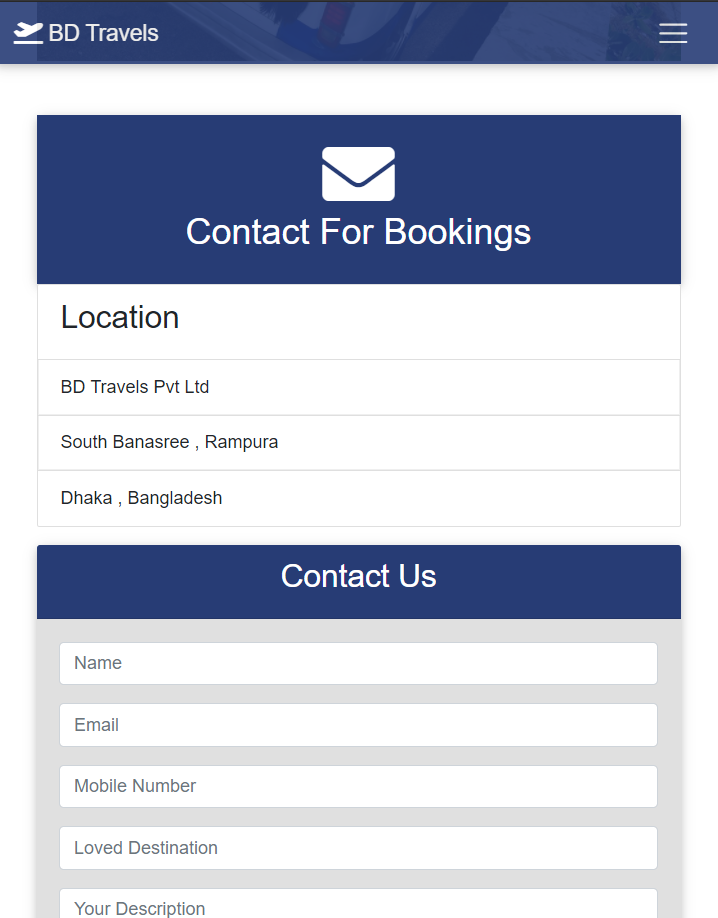 BD Travels
Contact For Bookings
Location
BD Travels Pvt Ltd
South Banasree , Rampura
Dhaka , Bangladesh
Contact Us
Name
Email
Mobile Number
Loved Destination
Your Description